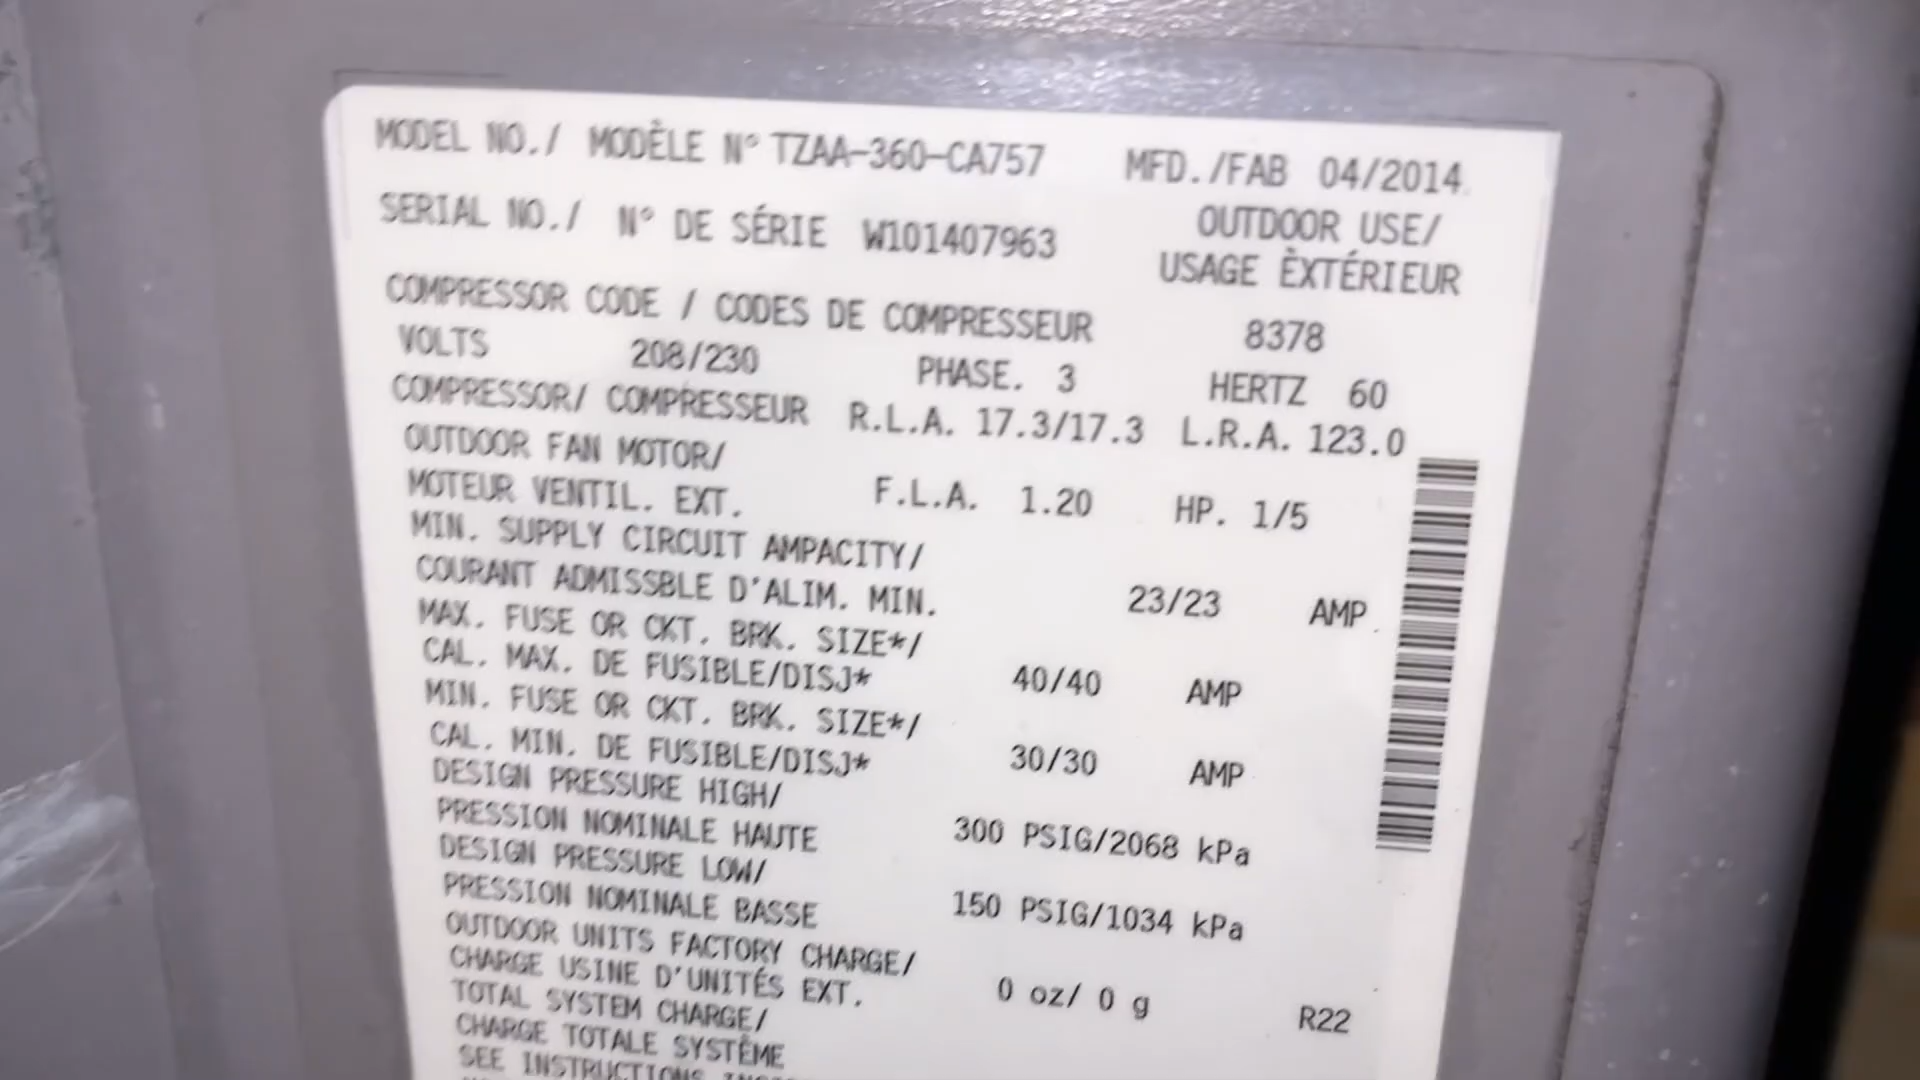 MODEL NO./ MODÈLE N° TZAA-360-CA757 MFD./FAB 04/2014
SERIAL NO./ N° DE SÉRIE W101407963 OUTDOOR USE/
USAGE ÈXTÉRIEUR
COMPRESSOR CODE / CODES DE COMPRESSEUR 8378
VOLTS 208/230 PHASE. 3 HERTZ 60
COMPRESSOR/ COMPRESSEUR R.L.A. 17.3/17.3 L.R.A. 123.0
OUTDOOR FAN MOTOR/
MOTEUR VENTIL. EXT. F.L.A. 1.20 HP. 1/5
MIN. SUPPLY CIRCUIT AMPACITY/
COURANT ADMISSBLE D'ALIM. MIN. 23/23 AMP
MAX. FUSE OR CKT. BRK. SIZE*/
CAL. MAX. DE FUSIBLE/DISJ* 40/40 AMP
MIN. FUSE OR CKT. BRK. SIZE*/
CAL. MIN. DE FUSIBLE/DISJ* 30/30 AMP
DESIGN PRESSURE HIGH/
PRESSION NOMINALE HAUTE 300 PSIG/2068 kPa
DESIGN PRESSURE LOW/
PRESSION NOMINALE BASSE 150 PSIG/1034 kPa
OUTDOOR UNITS FACTORY CHARGE/
CHARGE USINE D'UNITÉS EXT. 0 oz/ 0 g R22
TOTAL SYSTEM CHARGE/
CHARGE TOTALE SYSTÈME
SEE INSTRUCTIONS